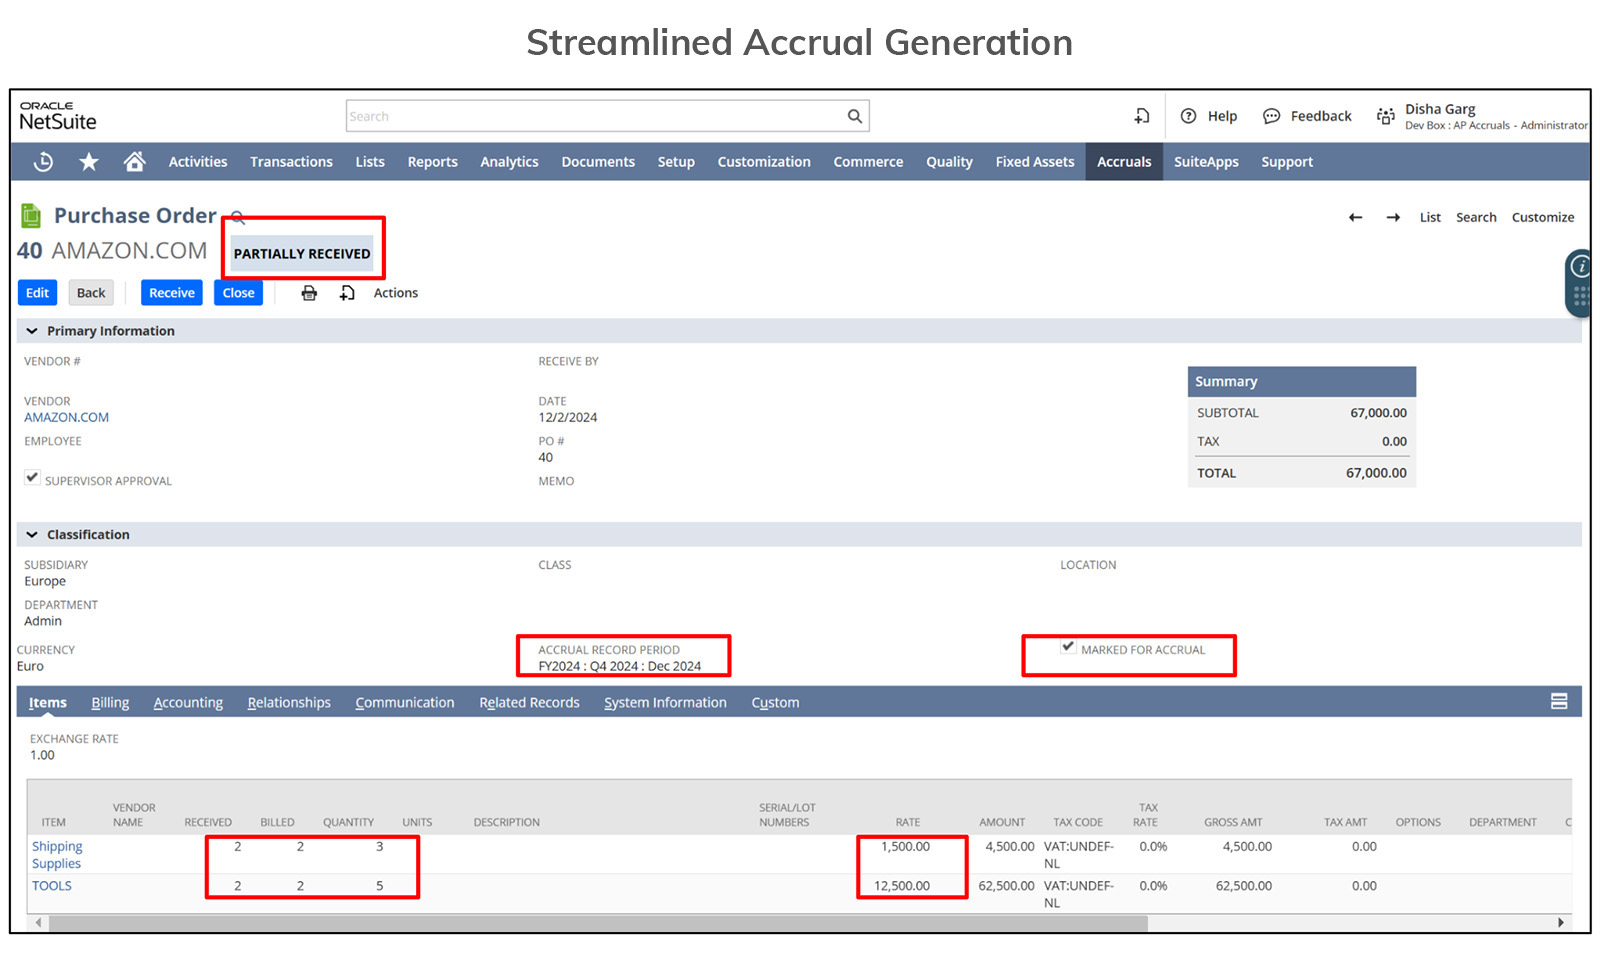 Streamlined Accrual Generation
ORACLE
NetSuite
Search
Help
Feedback
Disha Garg
Dev Box : AP Accruals - Administrator
Activities Transactions Lists Reports Analytics Documents Setup Customization Commerce Quality Fixed Assets Accruals SuiteApps Support
Purchase Order
List Search Customize
40 AMAZON.COM PARTIALLY RECEIVED
Edit Back Receive Close Actions
Primary Information
VENDOR # RECEIVE BY
Summary
VENDOR DATE
AMAZON.COM 12/2/2024
SUBTOTAL 67,000.00
EMPLOYEE PO # TAX 0.00
40
TOTAL 67,000.00
SUPERVISOR APPROVAL MEMO
Classification
SUBSIDIARY CLASS LOCATION
Europe
DEPARTMENT
Admin
CURRENCY ACCRUAL RECORD PERIOD MARKED FOR ACCRUAL
Euro FY2024 : Q4 2024 : Dec 2024
Items Billing Accounting Relationships Communication Related Records System Information Custom
EXCHANGE RATE
1.00
VENDOR SERIAL/LOT TAX
ITEM NAME RECEIVED BILLED QUANTITY UNITS DESCRIPTION NUMBERS RATE AMOUNT TAX CODE RATE GROSS AMT TAX AMT OPTIONS DEPARTMENT C
Shipping 2 2 3 1,500.00 4,500.00 VAT:UNDEF- 0.0% 4,500.00 0.00
Supplies NL
TOOLS 2 2 5 12,500.00 62,500.00 VAT:UNDEF- 0.0% 62,500.00 0.00
NL